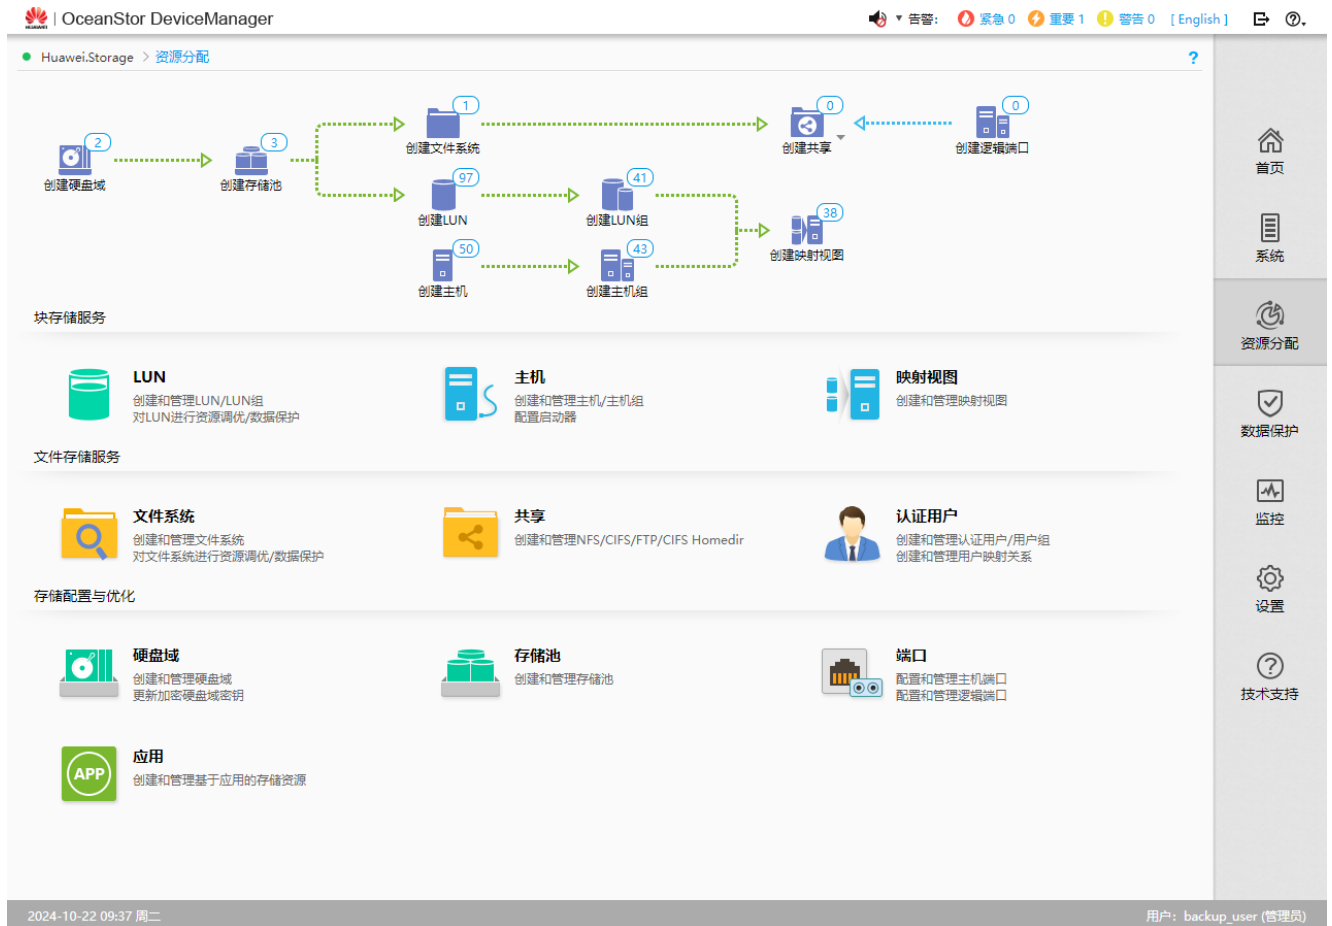 HUAWEI
OceanStor DeviceManager
告警: 紧急 0 重要 1 警告 0 [ English ]
Huawei.Storage > 资源分配
?
2
创建硬盘域
3
创建存储池
1
创建文件系统
0
创建共享
0
创建逻辑端口
97
创建LUN
41
创建LUN组
38
创建映射视图
50
创建主机
43
创建主机组
块存储服务
LUN
创建和管理LUN/LUN组
对LUN进行资源调优/数据保护
主机
创建和管理主机/主机组
配置启动器
映射视图
创建和管理映射视图
文件存储服务
文件系统
创建和管理文件系统
对文件系统进行资源调优/数据保护
共享
创建和管理NFS/CIFS/FTP/CIFS Homedir
认证用户
创建和管理认证用户/用户组
创建和管理用户映射关系
存储配置与优化
硬盘域
创建和管理硬盘域
更新加密硬盘域密钥
存储池
创建和管理存储池
端口
配置和管理主机端口
配置和管理逻辑端口
APP
应用
创建和管理基于应用的存储资源
首页
系统
资源分配
数据保护
监控
设置
技术支持
2024-10-22 09:37 周二
用户: backup_user (管理员)